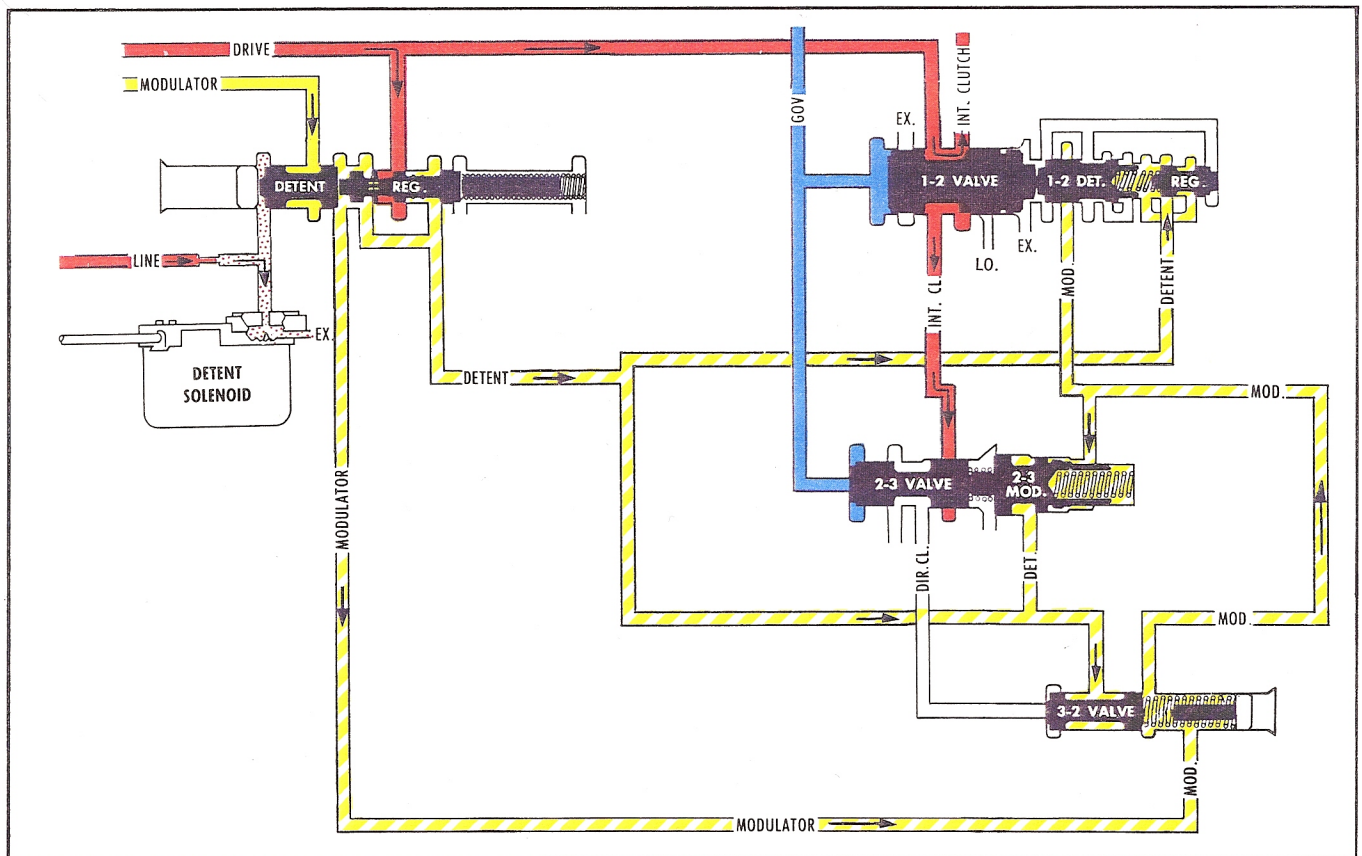 DRIVE
MODULATOR
GOV
INT. CLUTCH
EX.
DETENT
REG.
1-2 VALVE
1-2 DET.
REG.
LINE
EX.
LO.
EX.
INT. CL.
MOD.
DETENT
DETENT
SOLENOID
DETENT
MOD.
MODULATOR
2-3 VALVE
2-3
MOD.
DIR. CL.
DET.
MOD.
3-2 VALVE
MOD.
MODULATOR